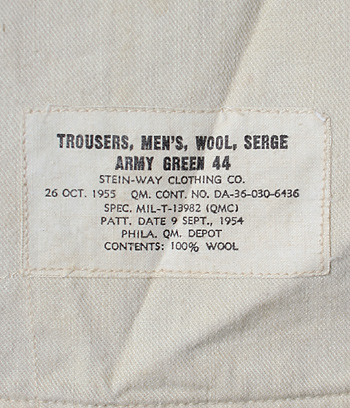 TROUSERS, MEN'S, WOOL, SERGE
ARMY GREEN 44
STEIN-WAY CLOTHING CO.
26 OCT. 1955 QM. CONT. NO. DA-36-030-6436
SPEC. MIL-T-13982 (QMC)
PATT. DATE 9 SEPT., 1954
PHILA. QM. DEPOT
CONTENTS: 100% WOOL